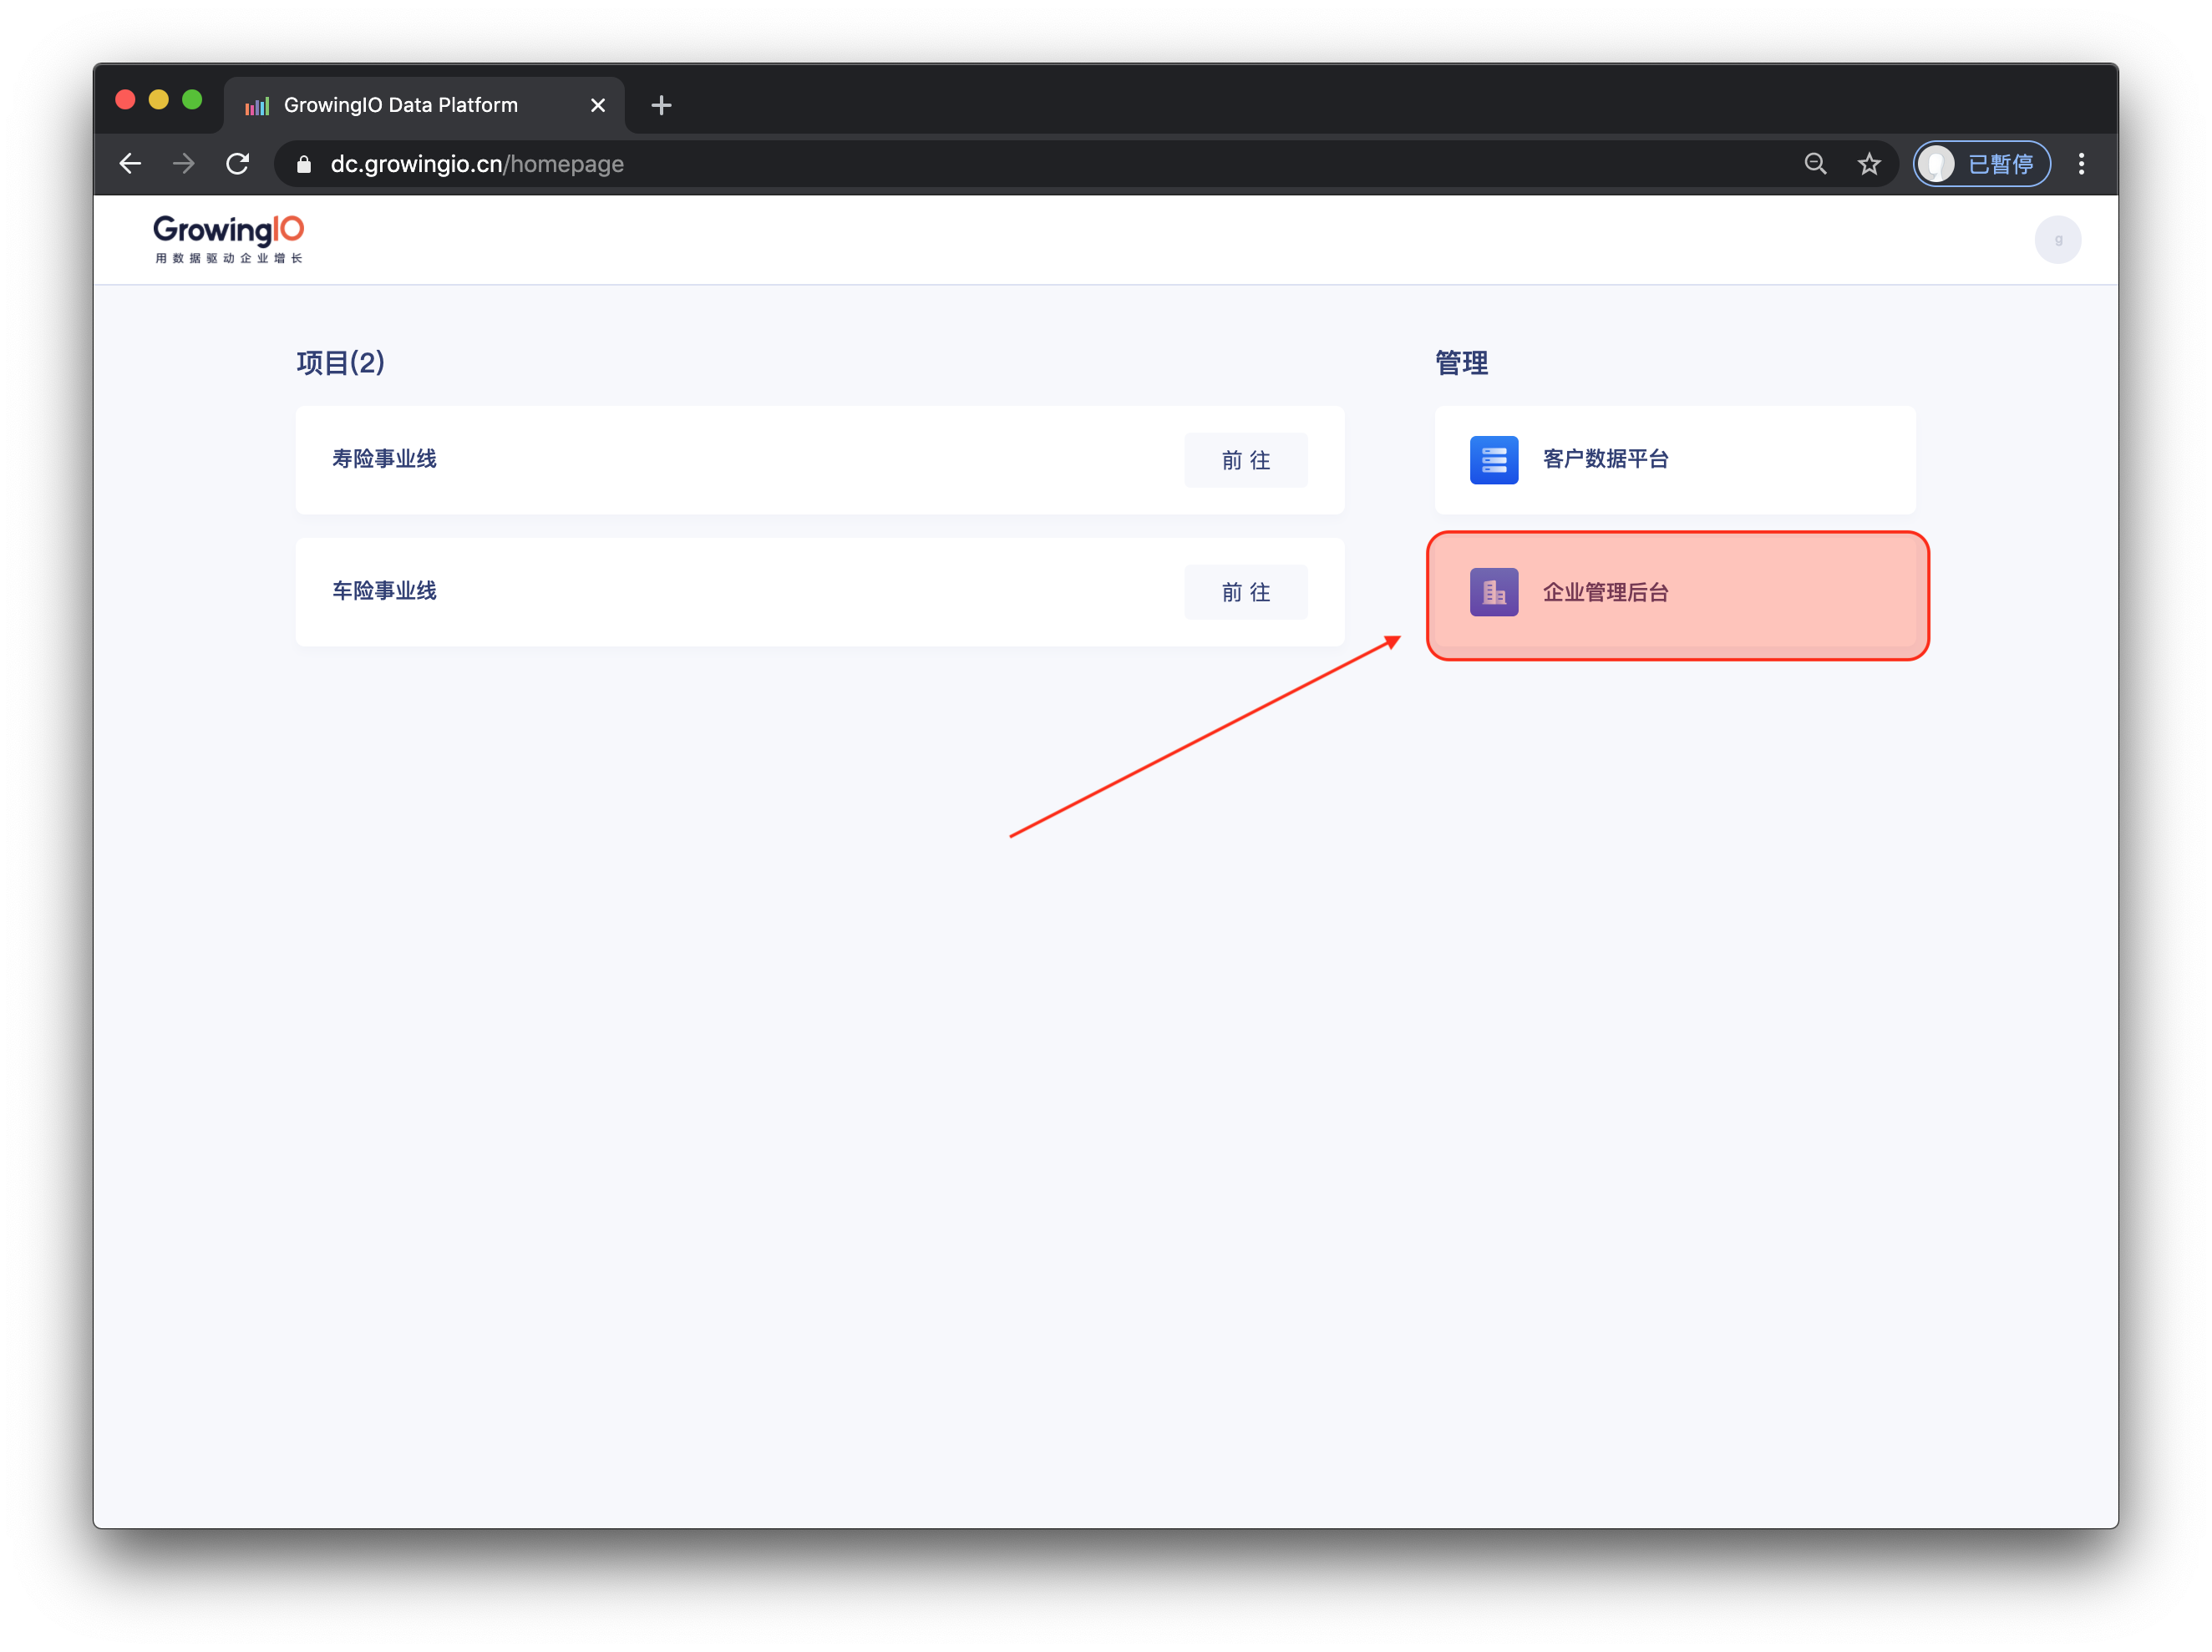 GrowingIO Data Platform
dc.growingio.cn/homepage
已暂停
GrowingIO
用数据驱动企业增长
g
项目(2)
管理
寿险事业线
前往
客户数据平台
车险事业线
前往
企业管理后台